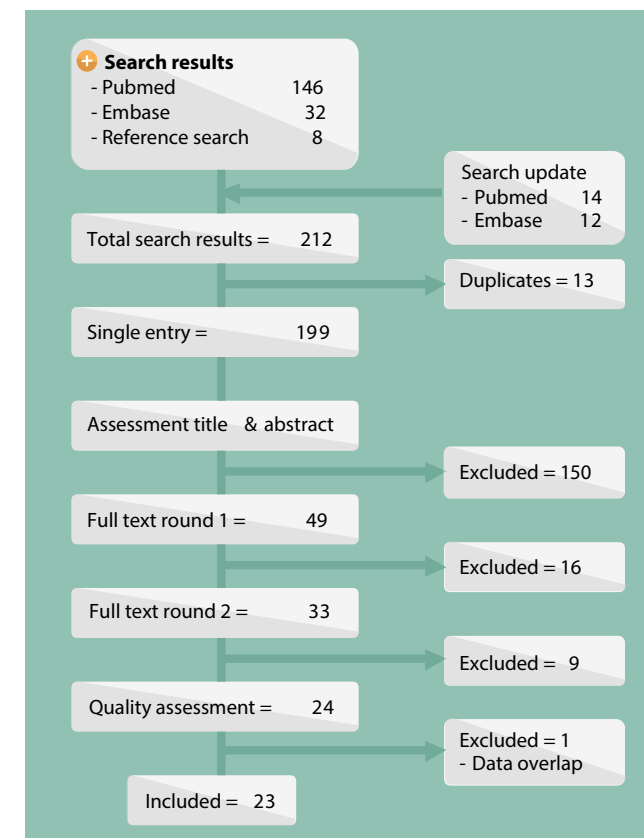 Search results
- Pubmed 146
- Embase 32
- Reference search 8
Search update
- Pubmed 14
- Embase 12
Total search results = 212
Duplicates = 13
Single entry = 199
Assessment title & abstract
Excluded = 150
Full text round 1 = 49
Excluded = 16
Full text round 2 = 33
Excluded = 9
Quality assessment = 24
Excluded = 1
- Data overlap
Included = 23